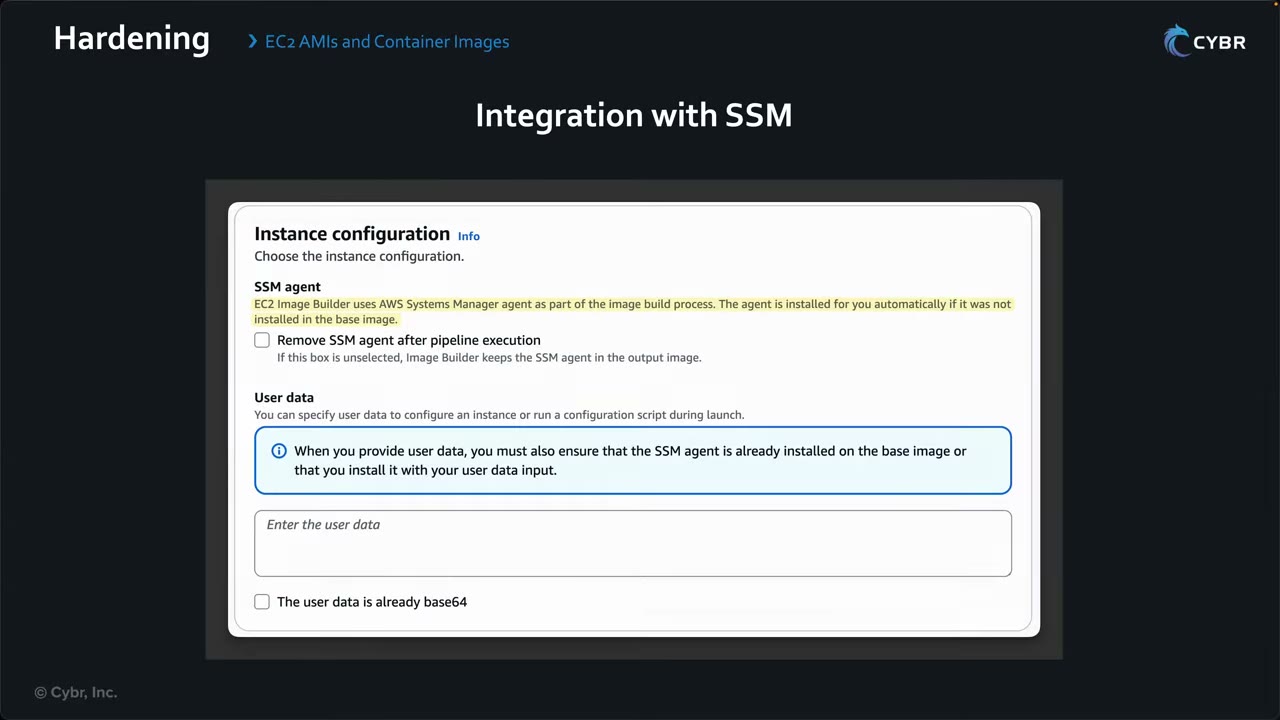 Hardening
❯ EC2 AMIs and Container Images
CYBR
Integration with SSM
Instance configuration Info
Choose the instance configuration.
SSM agent
EC2 Image Builder uses AWS Systems Manager agent as part of the image build process. The agent is installed for you automatically if it was not
installed in the base image.
Remove SSM agent after pipeline execution
If this box is unselected, Image Builder keeps the SSM agent in the output image.
User data
You can specify user data to configure an instance or run a configuration script during launch.
When you provide user data, you must also ensure that the SSM agent is already installed on the base image or
that you install it with your user data input.
Enter the user data
The user data is already base64
© Cybr, Inc.